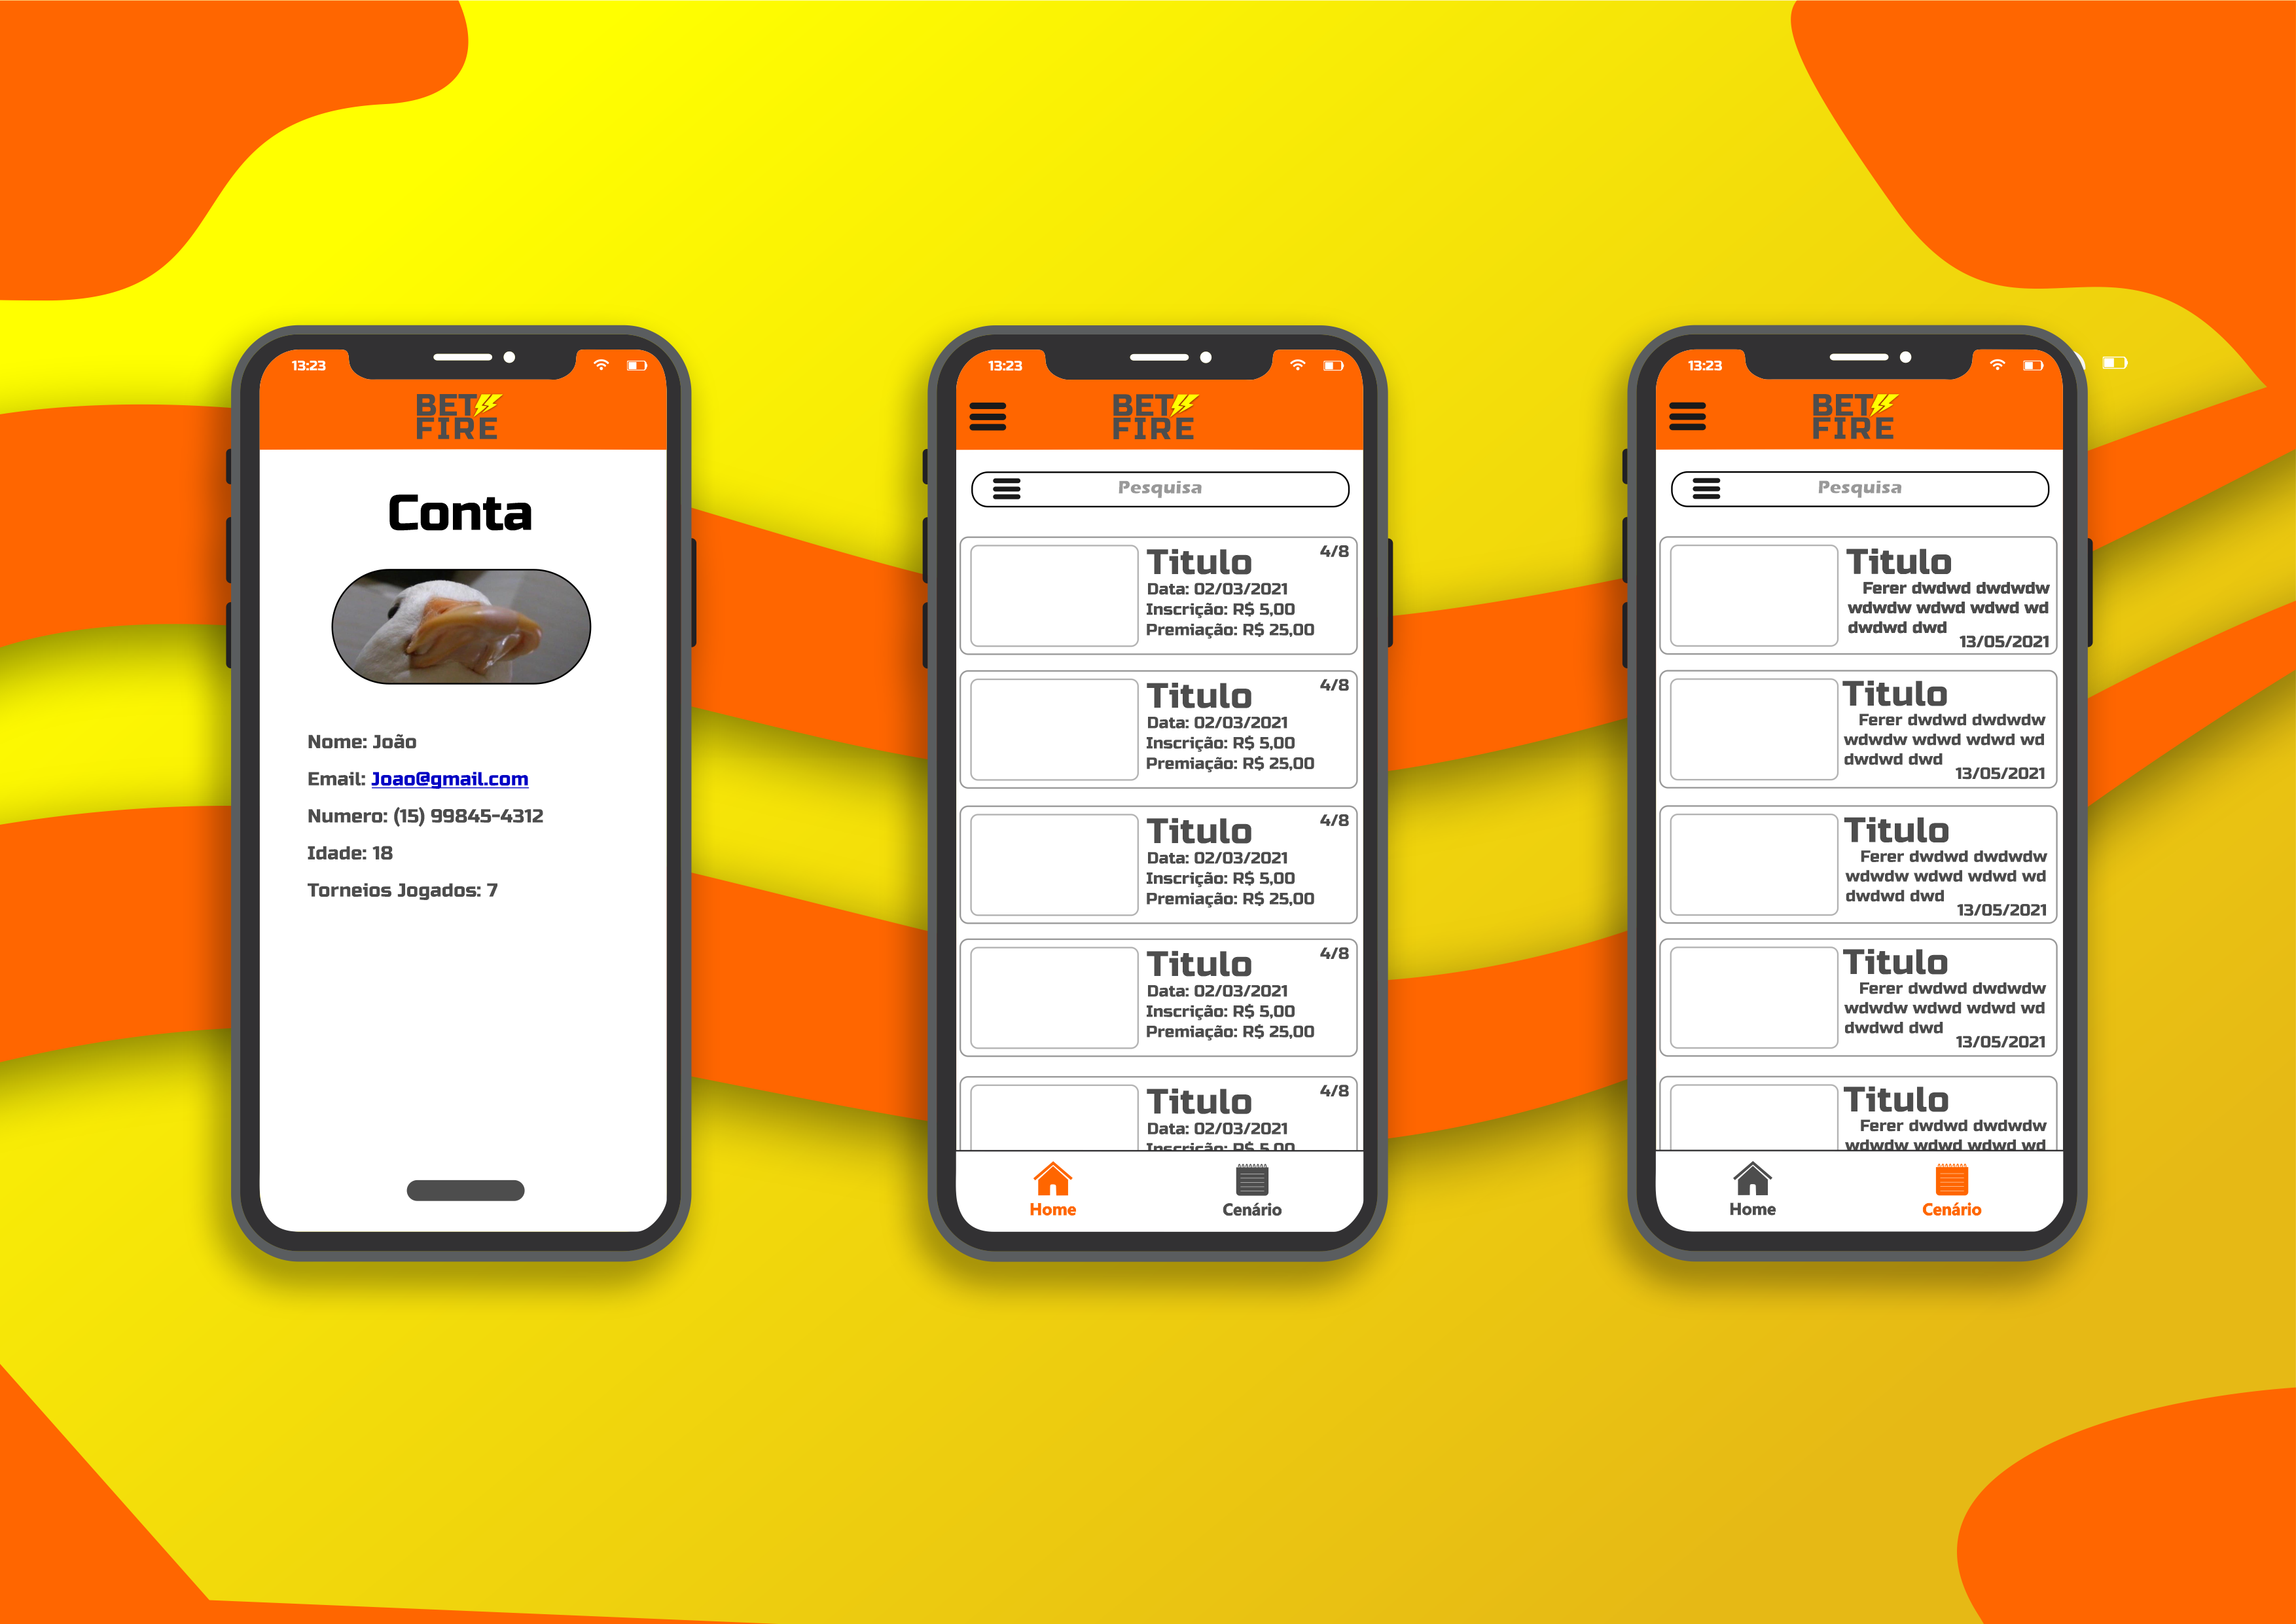 13:23
BET
FIRE
Conta
Nome: João
Email: Joao@gmail.com
Numero: (15) 99845-4312
Idade: 18
Torneios Jogados: 7
13:23
BET
FIRE
Pesquisa
Titulo 4/8
Data: 02/03/2021
Inscrição: R$ 5,00
Premiação: R$ 25,00
Titulo 4/8
Data: 02/03/2021
Inscrição: R$ 5,00
Premiação: R$ 25,00
Titulo 4/8
Data: 02/03/2021
Inscrição: R$ 5,00
Premiação: R$ 25,00
Titulo 4/8
Data: 02/03/2021
Inscrição: R$ 5,00
Premiação: R$ 25,00
Titulo 4/8
Data: 02/03/2021
Inscrição: R$ 5,00
Home Cenário
13:23
BET
FIRE
Pesquisa
Titulo
Ferer dwdwd dwdwdw
wdwdw wdwd wdwd wd
dwdwd dwd
13/05/2021
Titulo
Ferer dwdwd dwdwdw
wdwdw wdwd wdwd wd
dwdwd dwd
13/05/2021
Titulo
Ferer dwdwd dwdwdw
wdwdw wdwd wdwd wd
dwdwd dwd
13/05/2021
Titulo
Ferer dwdwd dwdwdw
wdwdw wdwd wdwd wd
dwdwd dwd
13/05/2021
Titulo
Ferer dwdwd dwdwdw
wdwdw wdwd wdwd wd
Home Cenário